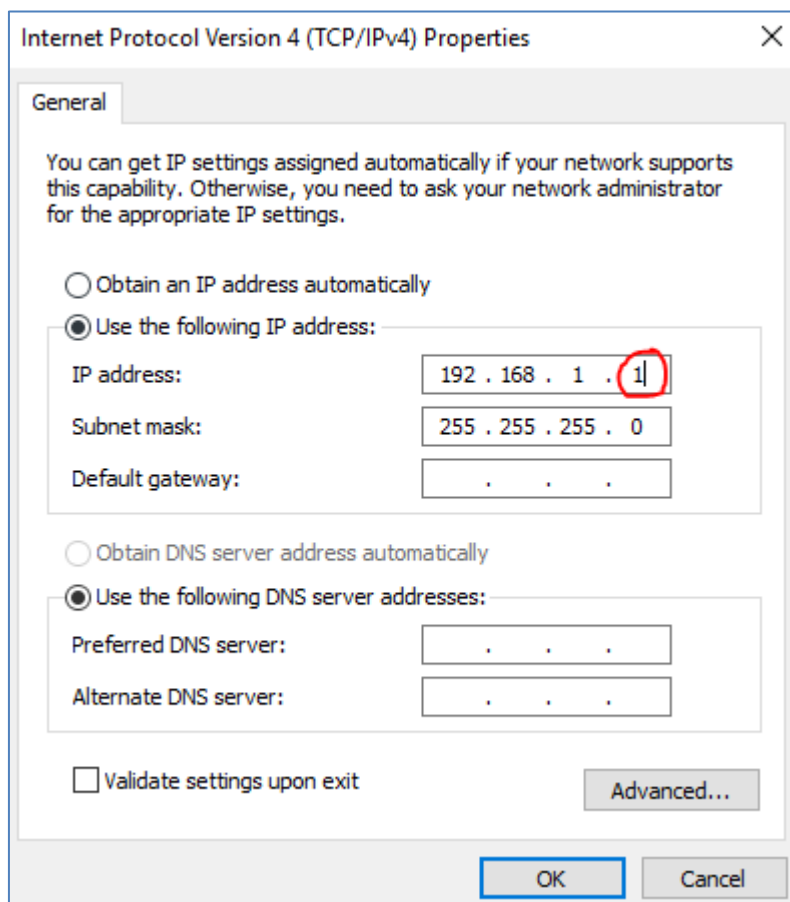 Internet Protocol Version 4 (TCP/IPv4) Properties
General
You can get IP settings assigned automatically if your network supports
this capability. Otherwise, you need to ask your network administrator
for the appropriate IP settings.
Obtain an IP address automatically
Use the following IP address:
IP address: 192 . 168 . 1 . 1
Subnet mask: 255 . 255 . 255 . 0
Default gateway: . . .
Obtain DNS server address automatically
Use the following DNS server addresses:
Preferred DNS server: . . .
Alternate DNS server: . . .
Validate settings upon exit
Advanced...
OK Cancel